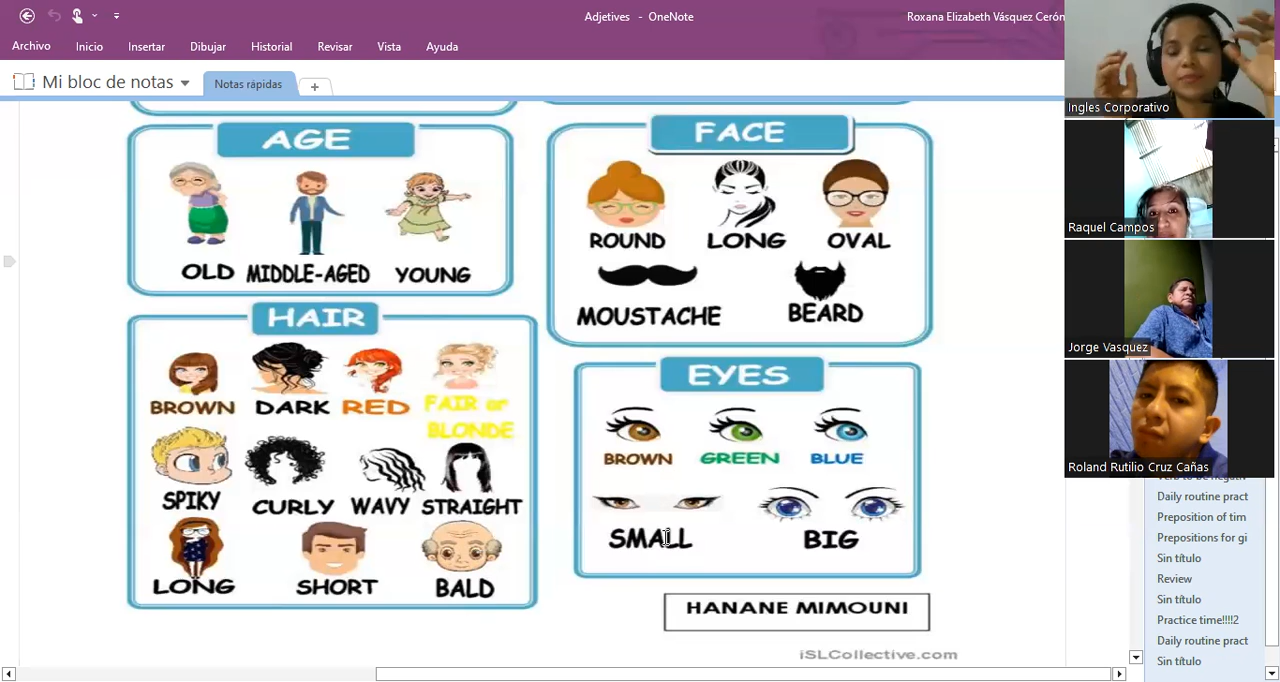 Adjetives - OneNote
Roxana Elizabeth Vásquez Cerón
Archivo Inicio Insertar Dibujar Historial Revisar Vista Ayuda
Mi bloc de notas
Notas rápidas
+
AGE
OLD MIDDLE-AGED YOUNG
FACE
ROUND LONG OVAL
MOUSTACHE BEARD
HAIR
BROWN DARK RED FAIR or
BLONDE
SPIKY CURLY WAVY STRAIGHT
LONG SHORT BALD
EYES
BROWN GREEN BLUE
SMALL BIG
HANANE MIMOUNI
iSLCollective.com
Ingles Corporativo
Raquel Campos
Jorge Vasquez
Roland Rutilio Cruz Cañas
Verb to be negati
Daily routine pract
Preposition of tim
Prepositions for gi
Sin título
Review
Sin título
Practice time!!!!2
Daily routine pract
Sin título